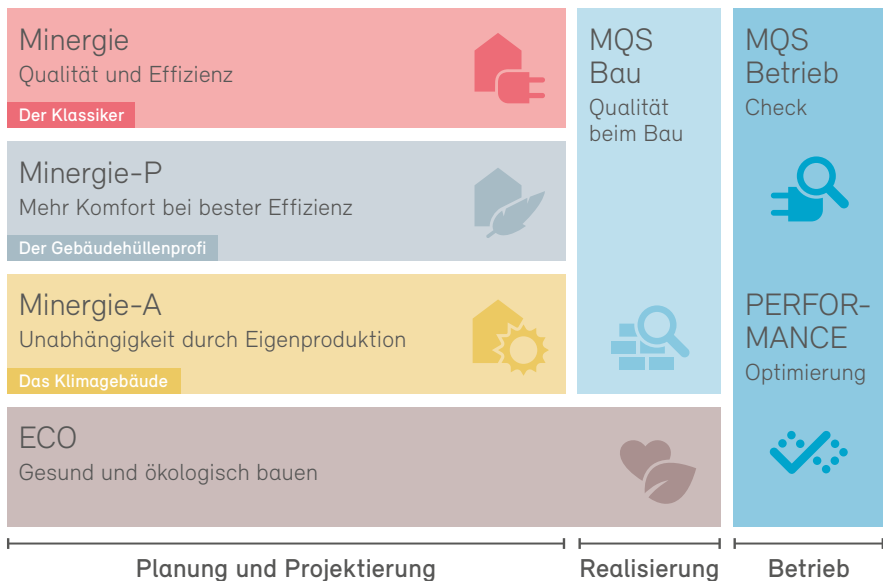 Minergie
Qualität und Effizienz
Der Klassiker
Minergie-P
Mehr Komfort bei bester Effizienz
Der Gebäudehüllenprofi
Minergie-A
Unabhängigkeit durch Eigenproduktion
Das Klimagebäude
ECO
Gesund und ökologisch bauen
MQS
Bau
Qualität
beim Bau
MQS
Betrieb
Check
PERFOR-
MANCE
Optimierung
Planung und Projektierung
Realisierung
Betrieb